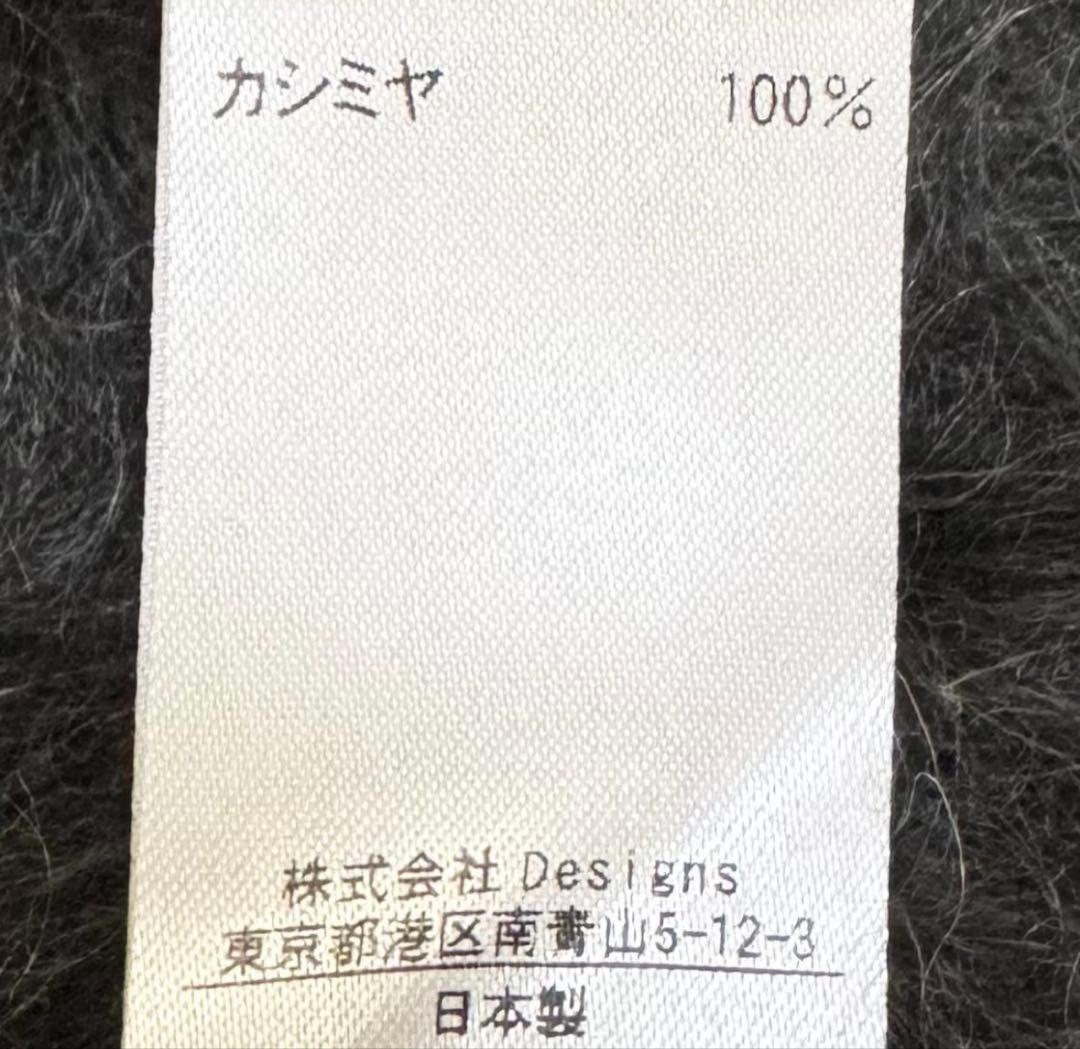 カシミヤ 100%
株式会社 Designs
東京都港区南青山5-12-3
日本製